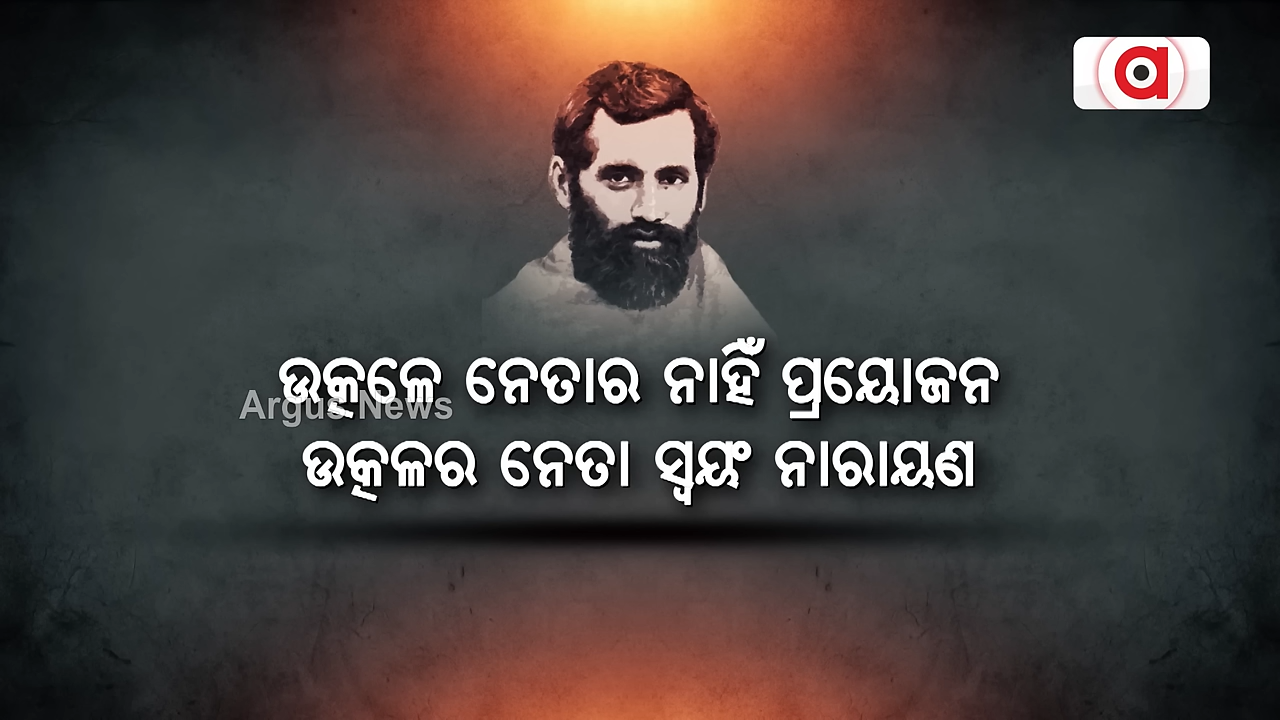 ଉତ୍କଳେ ନେତାର ନାହିଁ ପ୍ରୟୋଜନ
Argus News
ଉତ୍କଳର ନେତା ସ୍ୱୟଂ ନାରାୟଣ